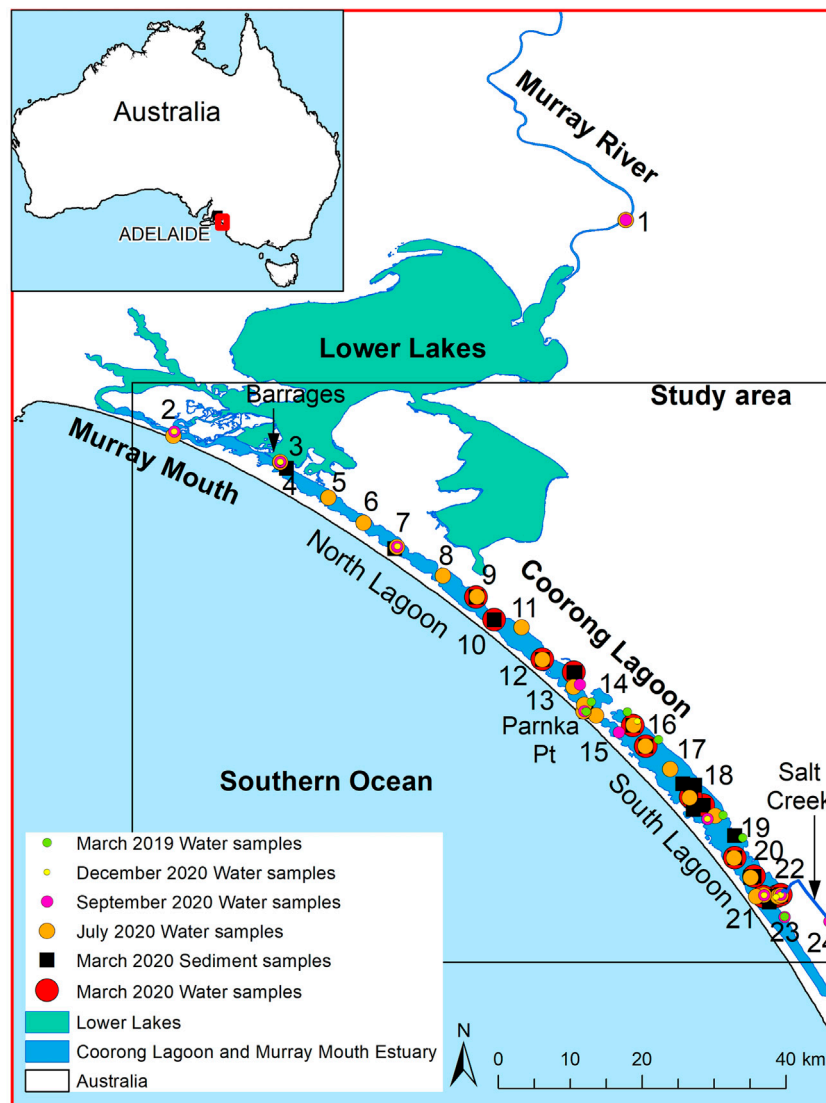 Australia
ADELAIDE
Murray River
1
Lower Lakes
Barrages
Study area
2
3
Murray Mouth
4
5
6
7
North Lagoon
8
9
Coorong Lagoon
10
11
12
13
14
Parnka
Pt
15
16
17
18
Salt
Creek
Southern Ocean
South Lagoon
19
20
22
21
23
24
March 2019 Water samples
December 2020 Water samples
September 2020 Water samples
July 2020 Water samples
March 2020 Sediment samples
March 2020 Water samples
Lower Lakes
Coorong Lagoon and Murray Mouth Estuary
Australia
N
0 10 20 40 km